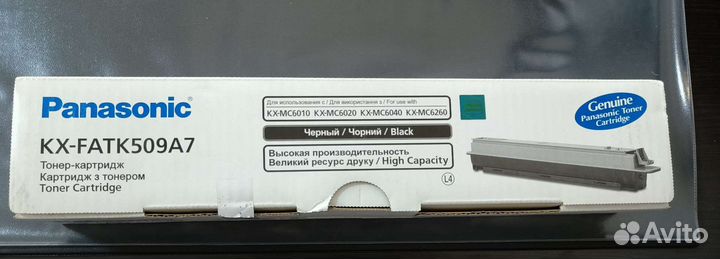 Panasonic
KX-FATK509A7
Тонер-картридж
Картридж з тонером
Toner Cartridge
Для использования с / Для використання з / For use with
KX-MC6010 KX-MC6020 KX-MC6040 KX-MC6260
Черный / Чорний / Black
Высокая производительность
Великий ресурс друку / High Capacity
L4
Genuine
Panasonic Toner
Cartridge
Avito